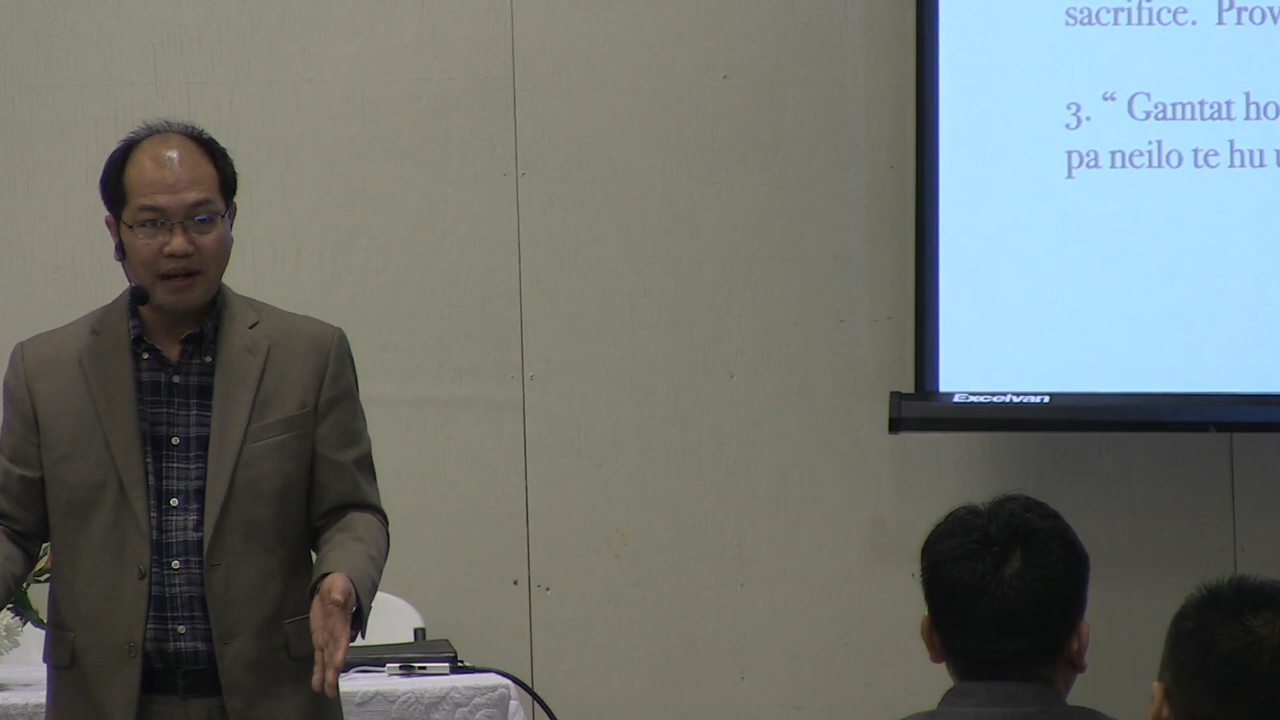 sacrifice. Prov
3. “ Gamtat ho
pa neilo te hu u
Excelvan